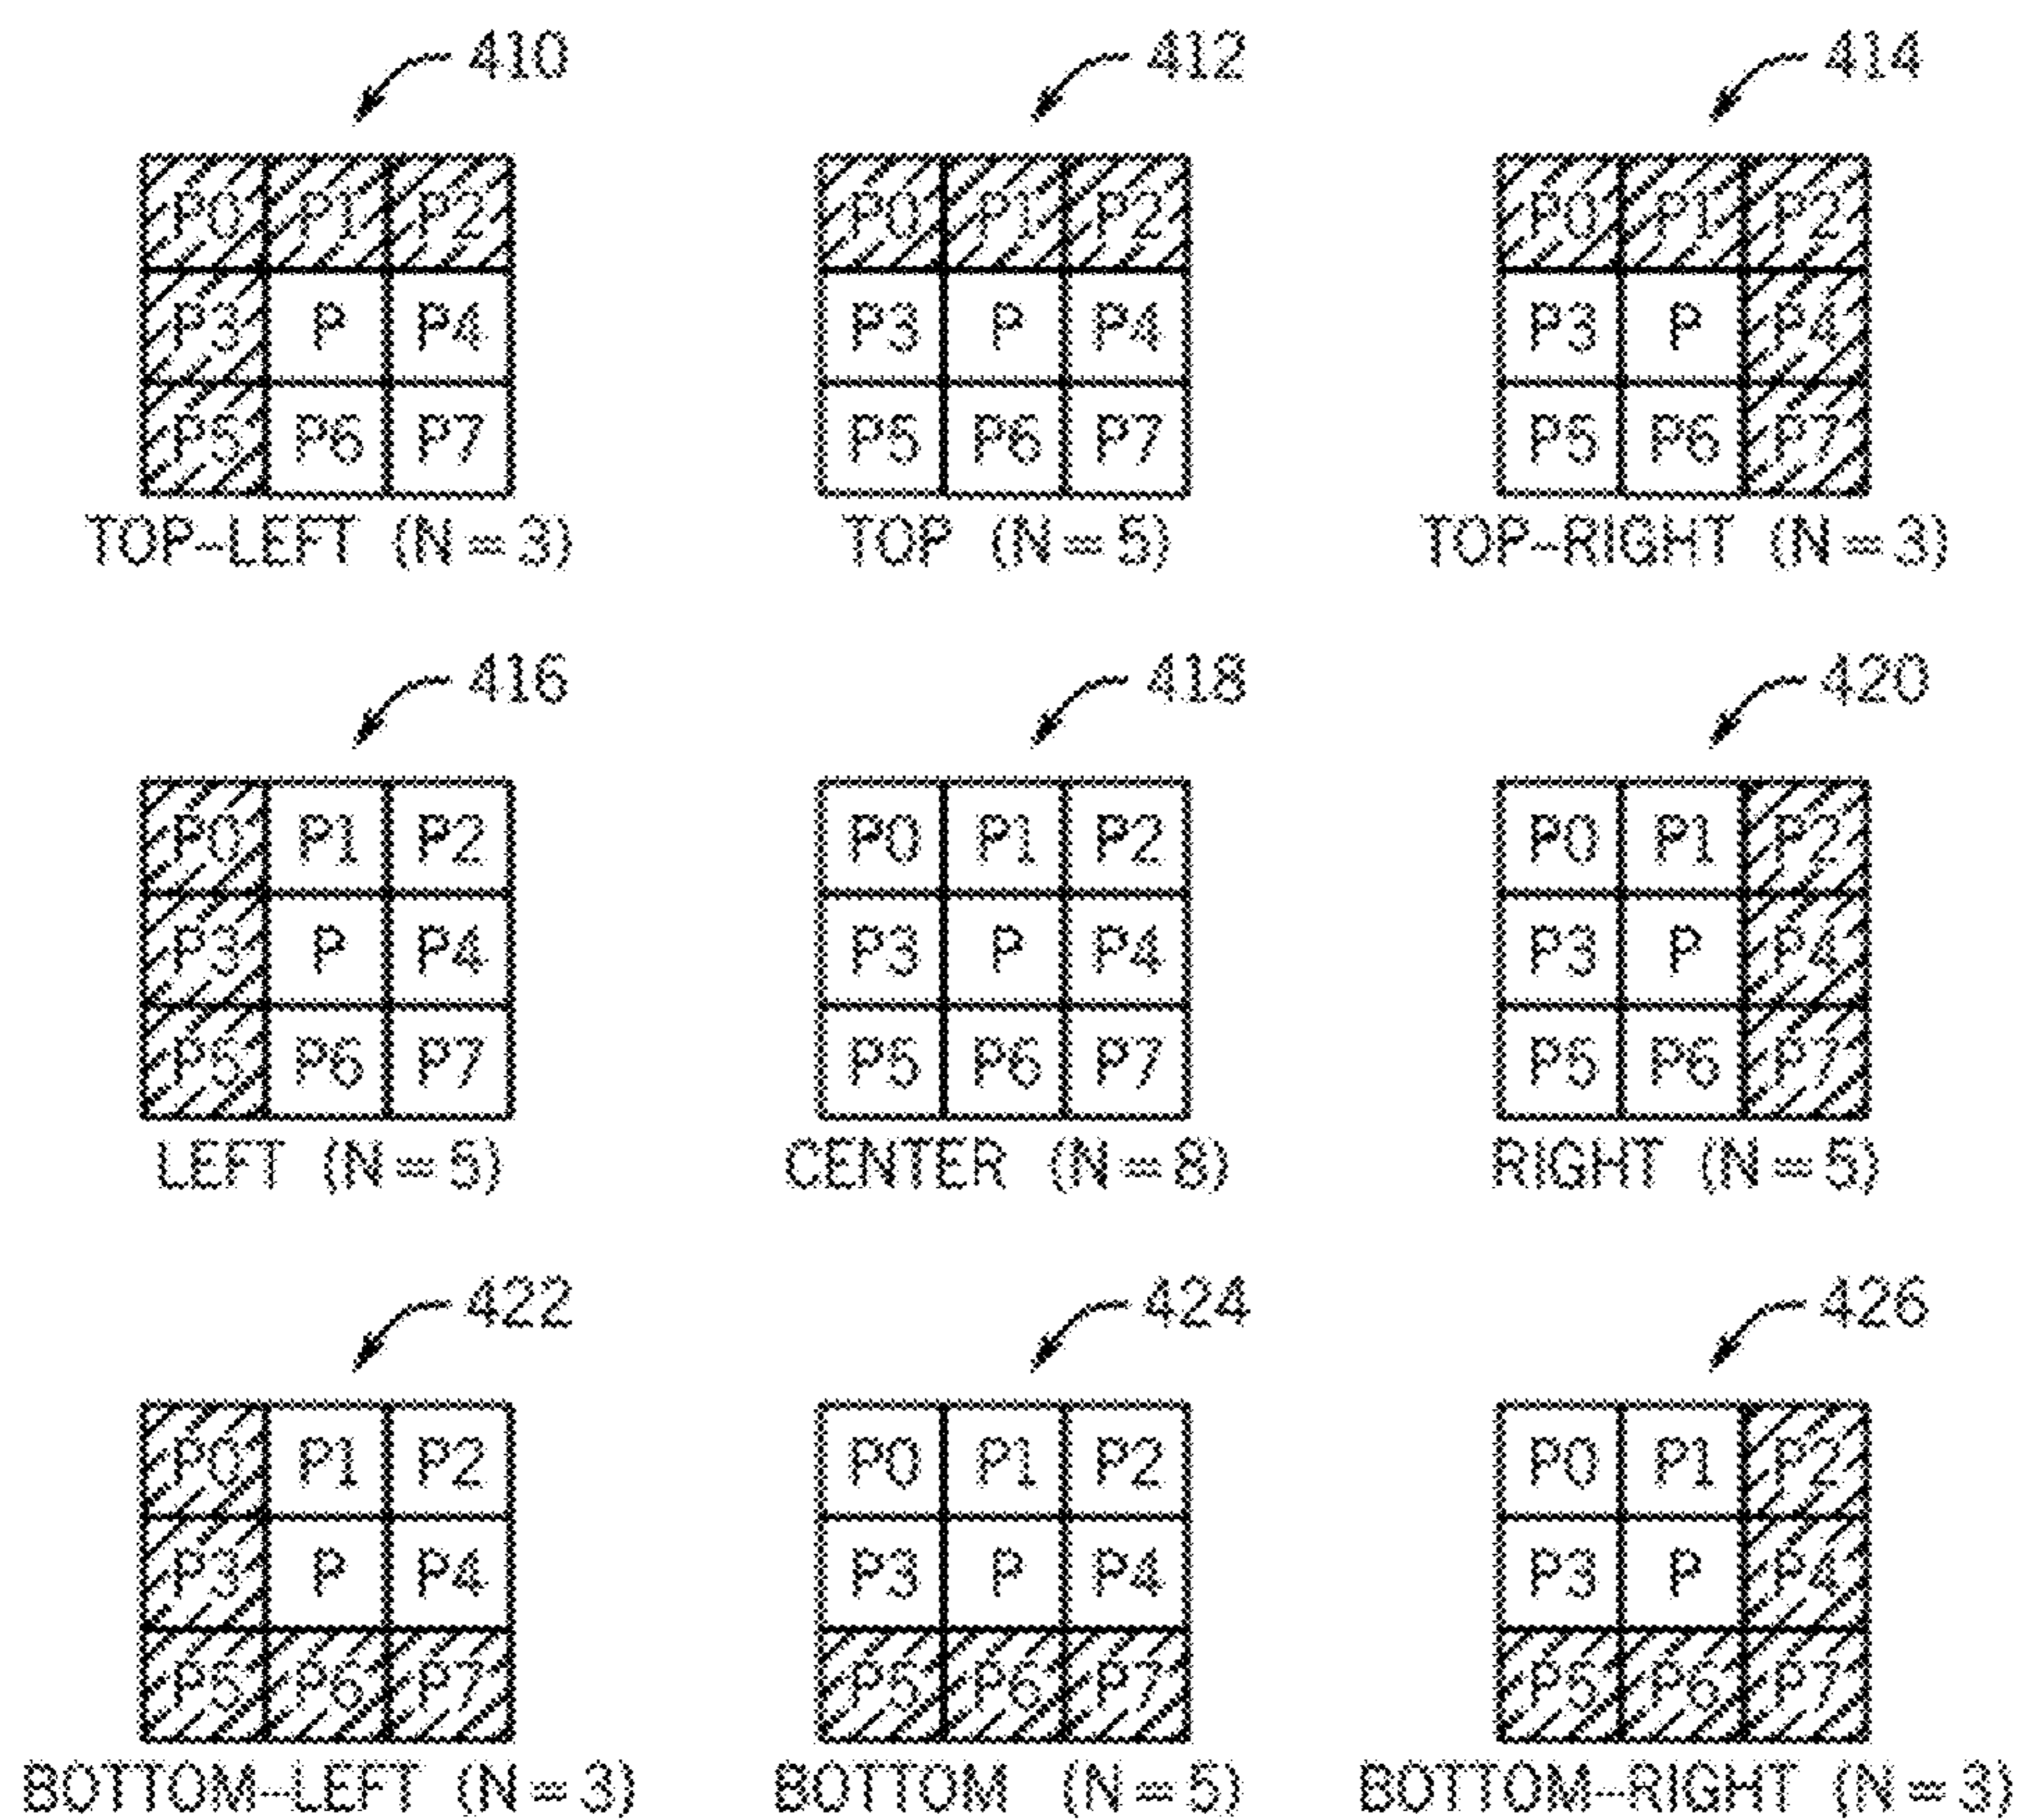 410 412 414
P0 P1 P2 P0 P1 P2 P0 P1 P2
P3 P P4 P3 P P4 P3 P P4
P5 P6 P7 P5 P6 P7 P5 P6 P7
TOP-LEFT (N=3) TOP (N=5) TOP-RIGHT (N=3)
416 418 420
P0 P1 P2 P0 P1 P2 P0 P1 P2
P3 P P4 P3 P P4 P3 P P4
P5 P6 P7 P5 P6 P7 P5 P6 P7
LEFT (N=5) CENTER (N=8) RIGHT (N=5)
422 424 426
P0 P1 P2 P0 P1 P2 P0 P1 P2
P3 P P4 P3 P P4 P3 P P4
P5 P6 P7 P5 P6 P7 P5 P6 P7
BOTTOM-LEFT (N=3) BOTTOM (N=5) BOTTOM-RIGHT (N=3)